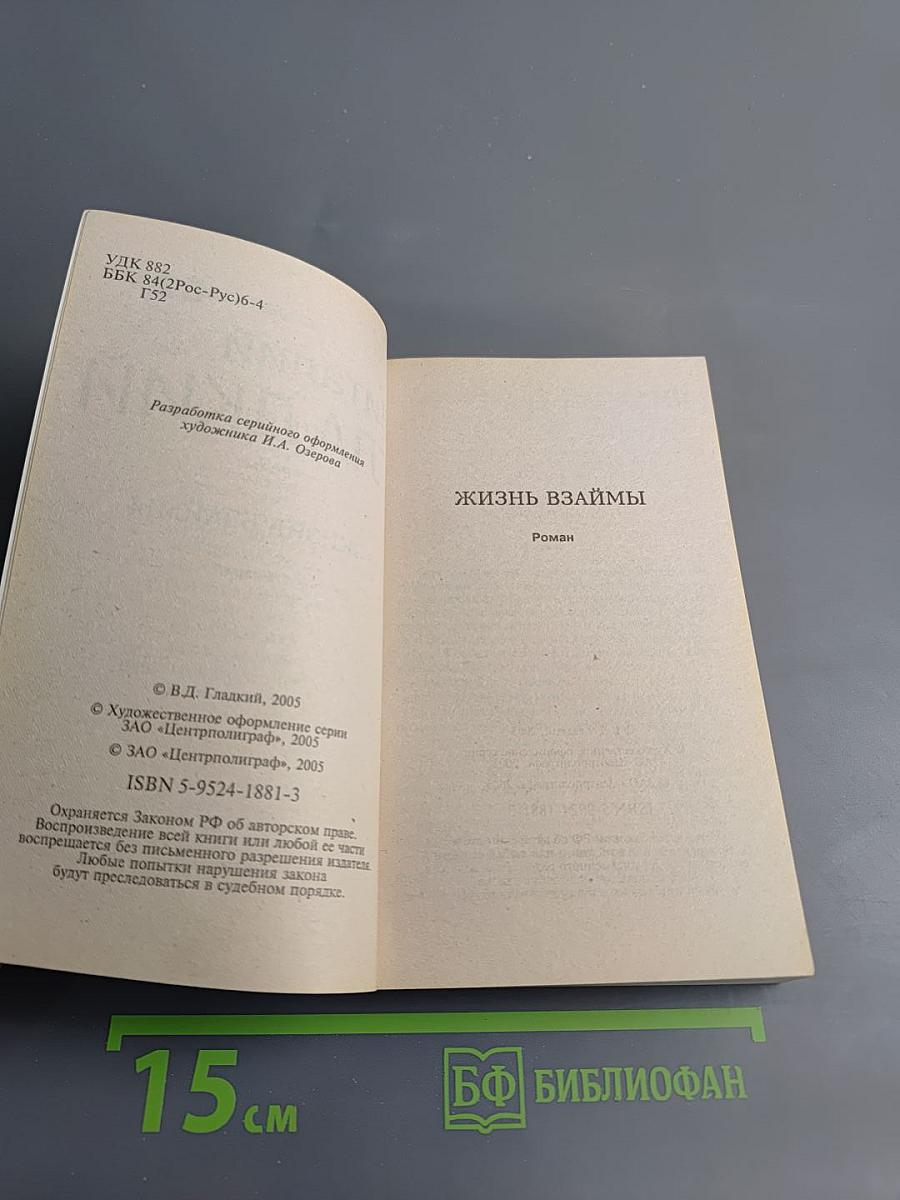 УДК 882
ББК 84(2Рос-Рус)6-4
Г52
Разработка серийного оформления
художника И.А. Озерова
© В.Д. Гладкий, 2005
© Художественное оформление серии
ЗАО «Центрполиграф», 2005
© ЗАО «Центрполиграф», 2005
ISBN 5-9524-1881-3
Охраняется Законом РФ об авторском праве.
Воспроизведение всей книги или любой ее части
воспрещается без письменного разрешения издателя.
Любые попытки нарушения закона
будут преследоваться в судебном порядке.
ЖИЗНЬ ВЗАЙМЫ
Роман
15 см
БФ БИБЛИОФАН